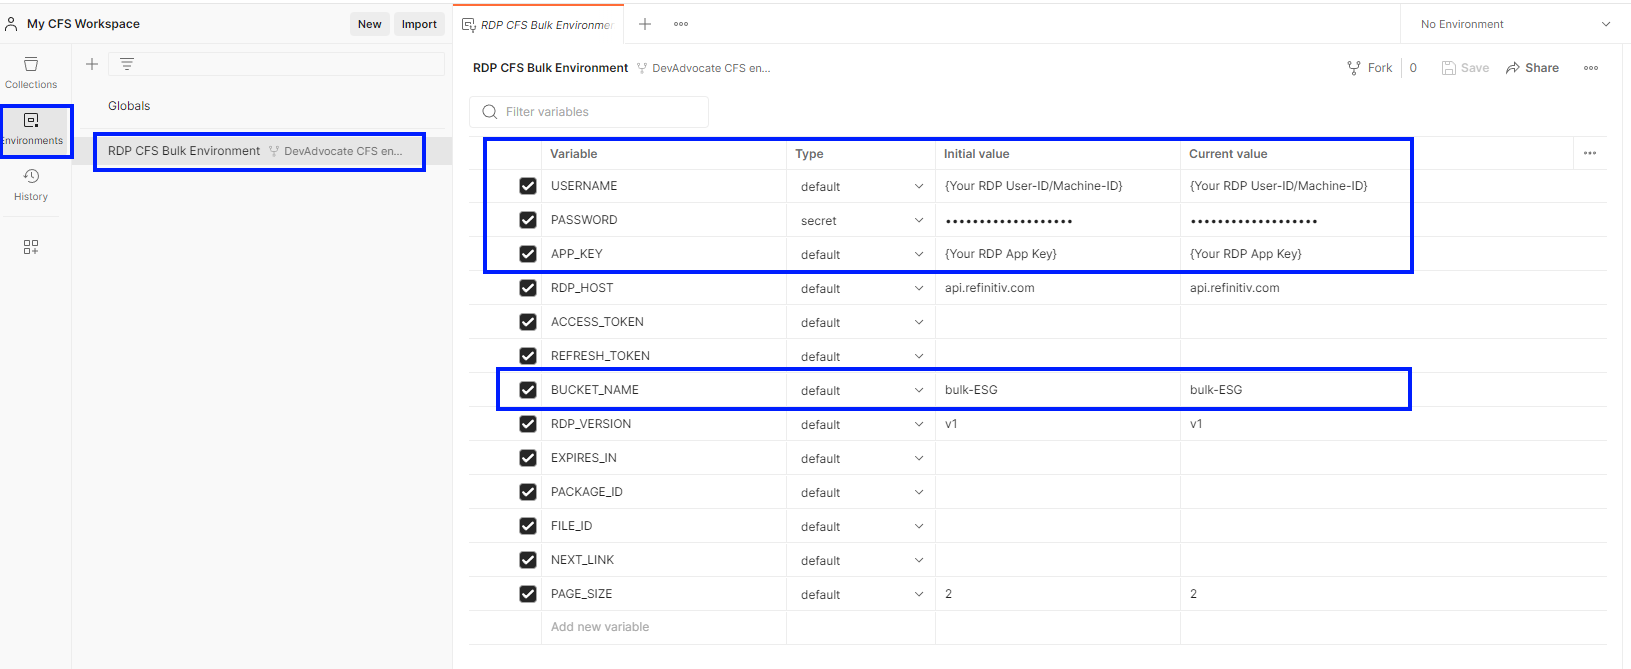 My CFS Workspace
New
Import
RDP CFS Bulk Environmer
No Environment
Collections
Environments
History
Globals
RDP CFS Bulk Environment DevAdvocate CFS en...
RDP CFS Bulk Environment DevAdvocate CFS en...
Fork 0
Save
Share
Filter variables
Variable Type Initial value Current value
USERNAME default {Your RDP User-ID/Machine-ID} {Your RDP User-ID/Machine-ID}
PASSWORD secret ••••••••••••••••••• •••••••••••••••••••
APP_KEY default {Your RDP App Key} {Your RDP App Key}
RDP_HOST default api.refinitiv.com api.refinitiv.com
ACCESS_TOKEN default
REFRESH_TOKEN default
BUCKET_NAME default bulk-ESG bulk-ESG
RDP_VERSION default v1 v1
EXPIRES_IN default
PACKAGE_ID default
FILE_ID default
NEXT_LINK default
PAGE_SIZE default 2 2
Add new variable